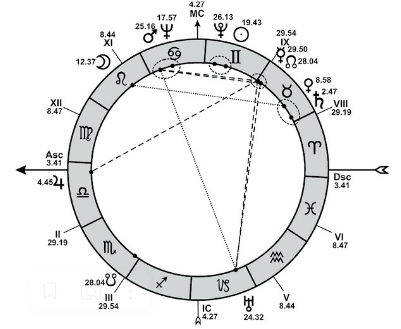 4.27
MC
17.57 ♆
25.16 ♂
26.13 ♇
19.43 ☉
8.44
XI
12.37 ☽
29.54
IX
☿ 29.50
☊ 28.04
♀ 8.58
♄ 2.47
VIII
29.19
XII
8.47
Asc
3.41
4.45 ♃
Dsc
3.41
II
29.19
VI
8.47
28.04 ☋
III
29.54
IC
4.27
♅
24.32
V
8.44
♋ ♊ ♉ ♈ ♓ ♒ ♑ ♐ ♏ ♎ ♍ ♌